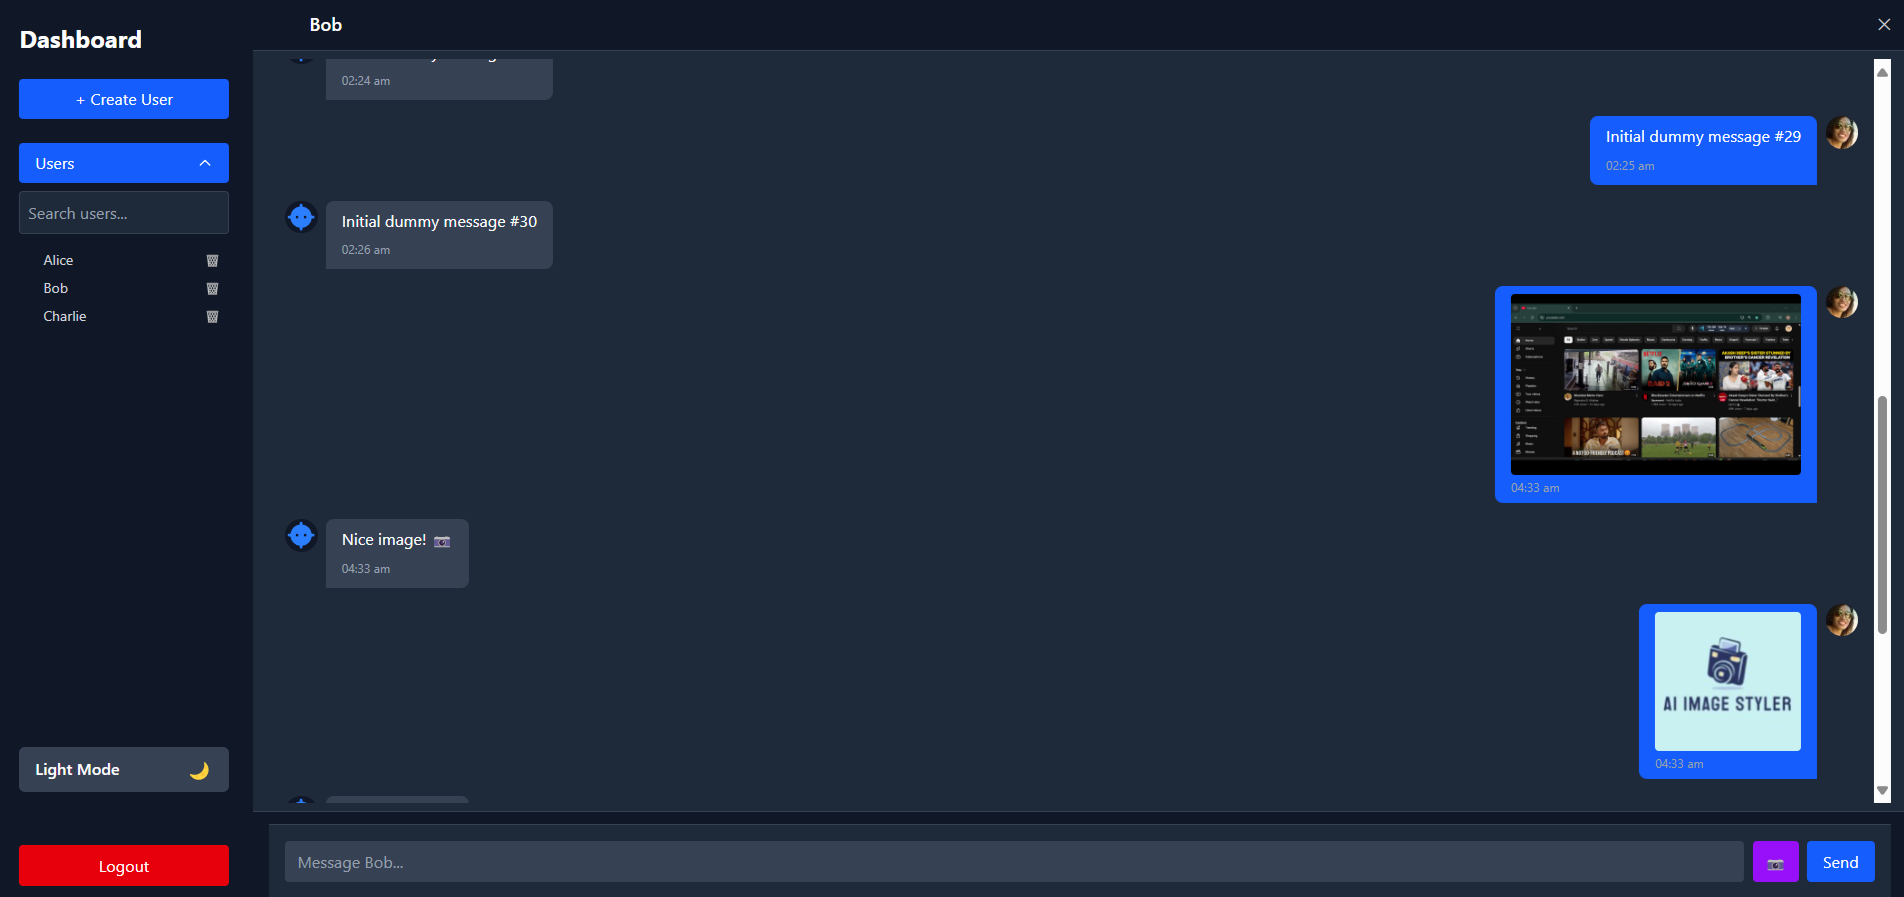 Dashboard
+ Create User
Users
Search users...
Alice
Bob
Charlie
Light Mode
Logout
Bob
02:24 am
Initial dummy message #29
02:25 am
Initial dummy message #30
02:26 am
04:33 am
Nice image!
04:33 am
AI IMAGE STYLER
04:33 am
Message Bob...
Send